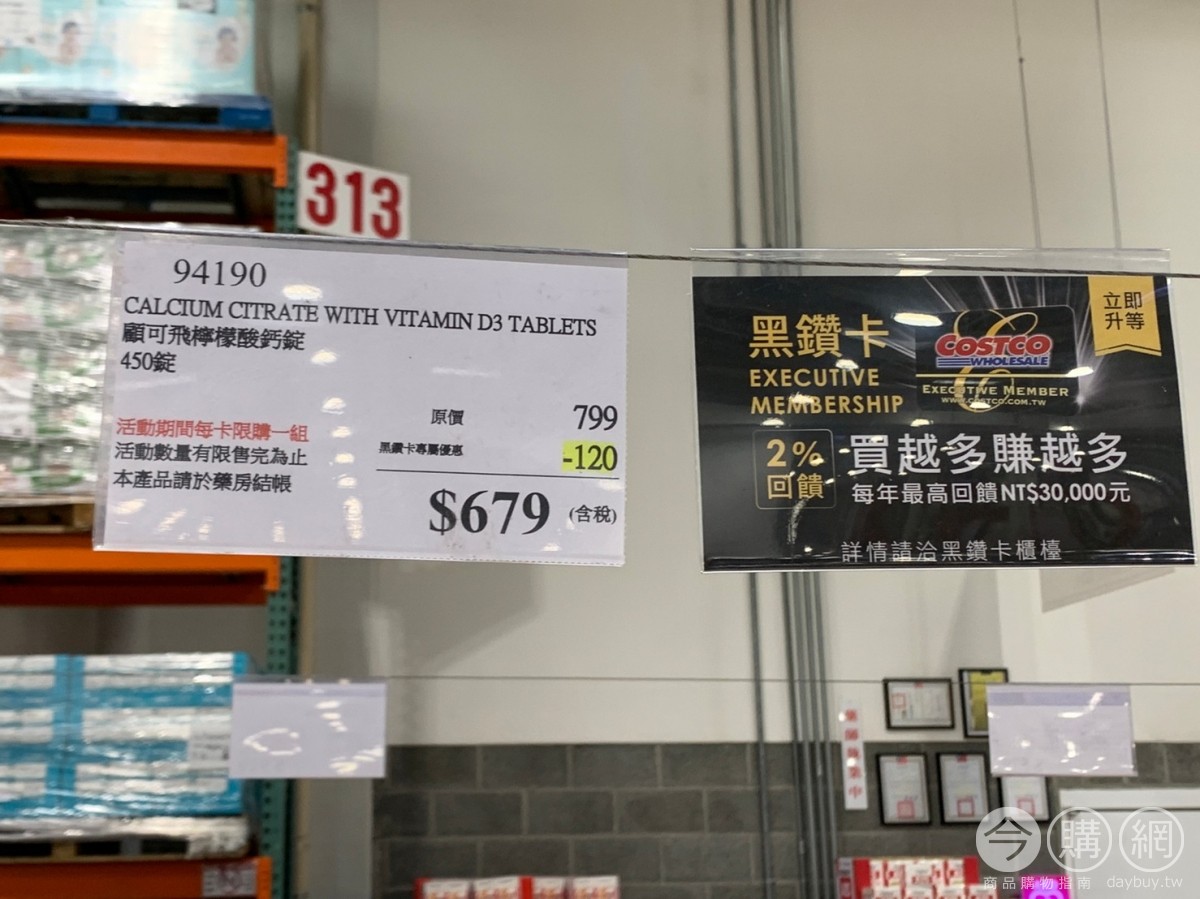 313
94190
CALCIUM CITRATE WITH VITAMIN D3 TABLETS
顧可飛檸檬酸鈣錠
450錠
原價 799
活動期間每卡限購一組
黑鑽卡專屬優惠 -120
活動數量有限售完為止
本產品請於藥房結帳
$679 (含稅)
立即
升等
黑鑽卡
EXECUTIVE
MEMBERSHIP
COSTCO
WHOLESALE
EXECUTIVE MEMBER
WWW.COSTCO.COM.TW
2%
回饋
買越多賺越多
每年最高回饋NT$30,000元
詳情請洽黑鑽卡櫃檯
藥師執業中
今購網
商品購物指南 daybuy.tw